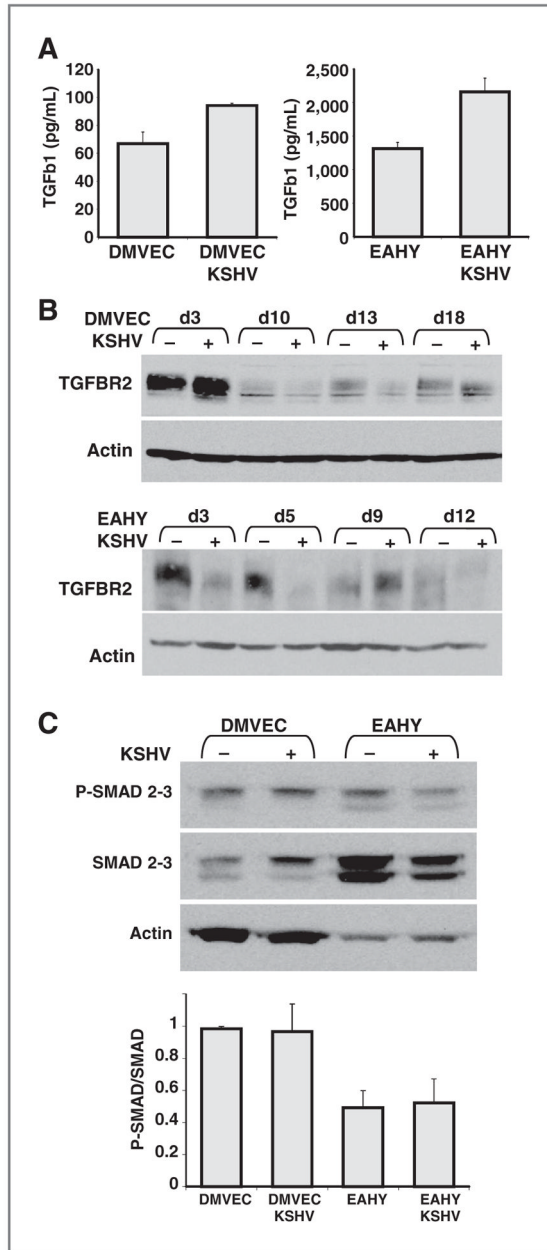 A
TGFb1 (pg/mL)
120
100
80
60
40
20
0
DMVEC
DMVEC
KSHV
TGFb1 (pg/mL)
2,500
2,000
1,500
1,000
500
0
EAHY
EAHY
KSHV
B
DMVEC d3 d10 d13 d18
KSHV – + – + – + – +
TGFBR2
Actin
EAHY d3 d5 d9 d12
KSHV – + – + – + – +
TGFBR2
Actin
C
DMVEC EAHY
KSHV – + – +
P-SMAD 2-3
SMAD 2-3
Actin
P-SMAD/SMAD
1
0.8
0.6
0.4
0.2
0
DMVEC
DMVEC
KSHV
EAHY
EAHY
KSHV